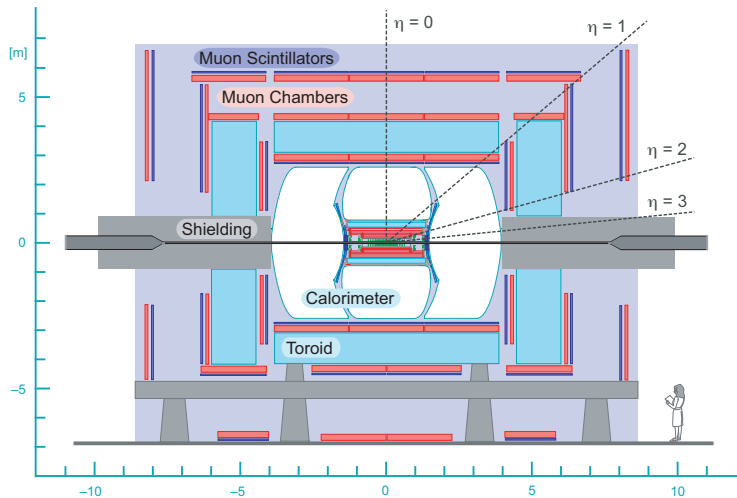 η = 0
η = 1
[m]
Muon Scintillators
5
Muon Chambers
η = 2
η = 3
Shielding
0
Calorimeter
Toroid
–5
–10
–5
0
5
10